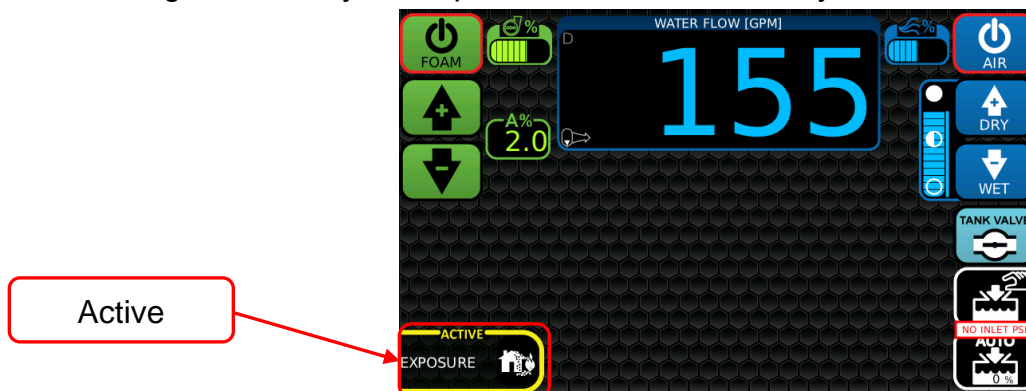 FOAM
%
WATER FLOW [GPM]
D
155
%
AIR
A%
2.0
DRY
WET
TANK VALVE
NO INLET PSI
AUTO
0 %
Active
ACTIVE
EXPOSURE